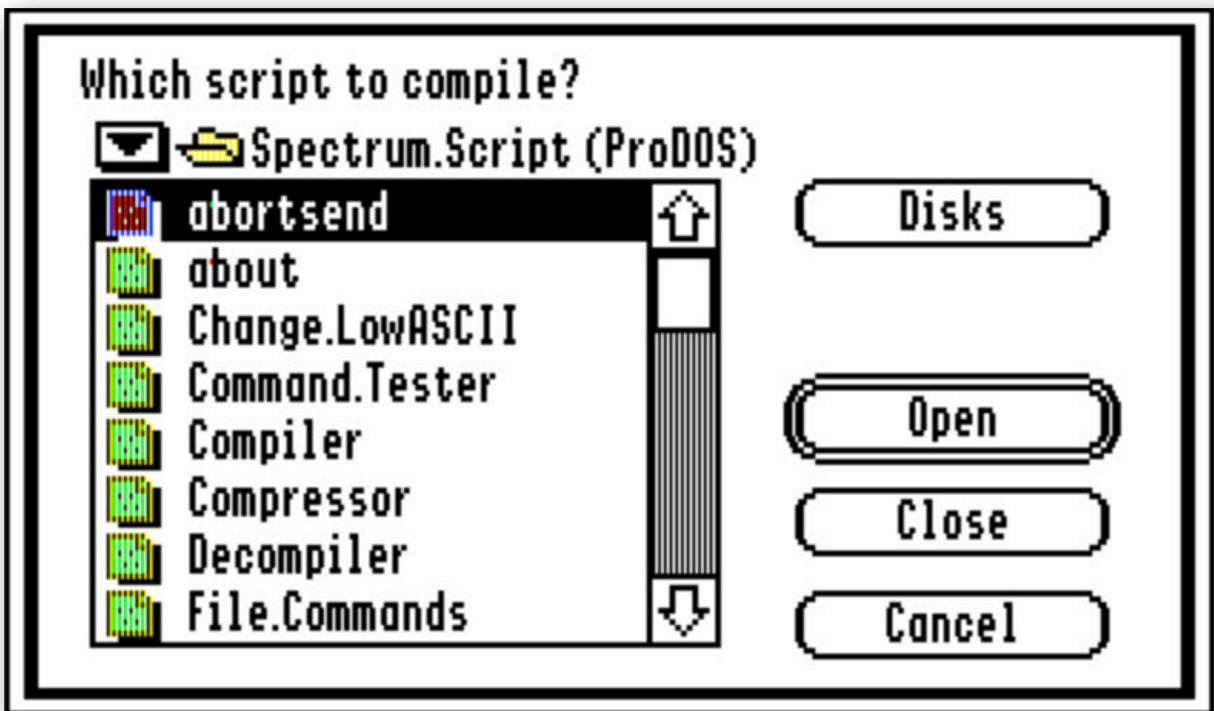 Which script to compile?
Spectrum.Script (ProDOS)
abortsend
about
Change.LowASCII
Command.Tester
Compiler
Compressor
Decompiler
File.Commands
Disks
Open
Close
Cancel